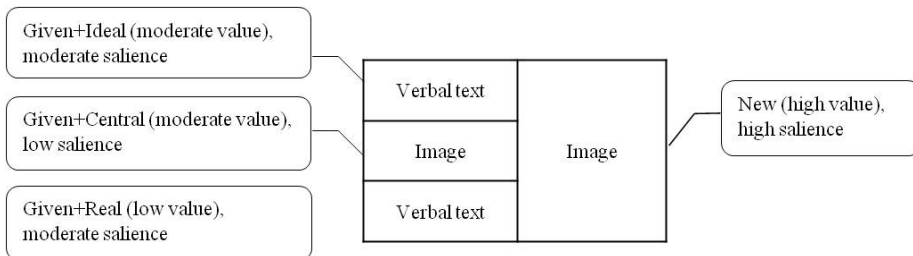 Given+Ideal (moderate value),
moderate salience
Verbal text
Given+Central (moderate value),
low salience
Image
Image
New (high value),
high salience
Given+Real (low value),
moderate salience
Verbal text